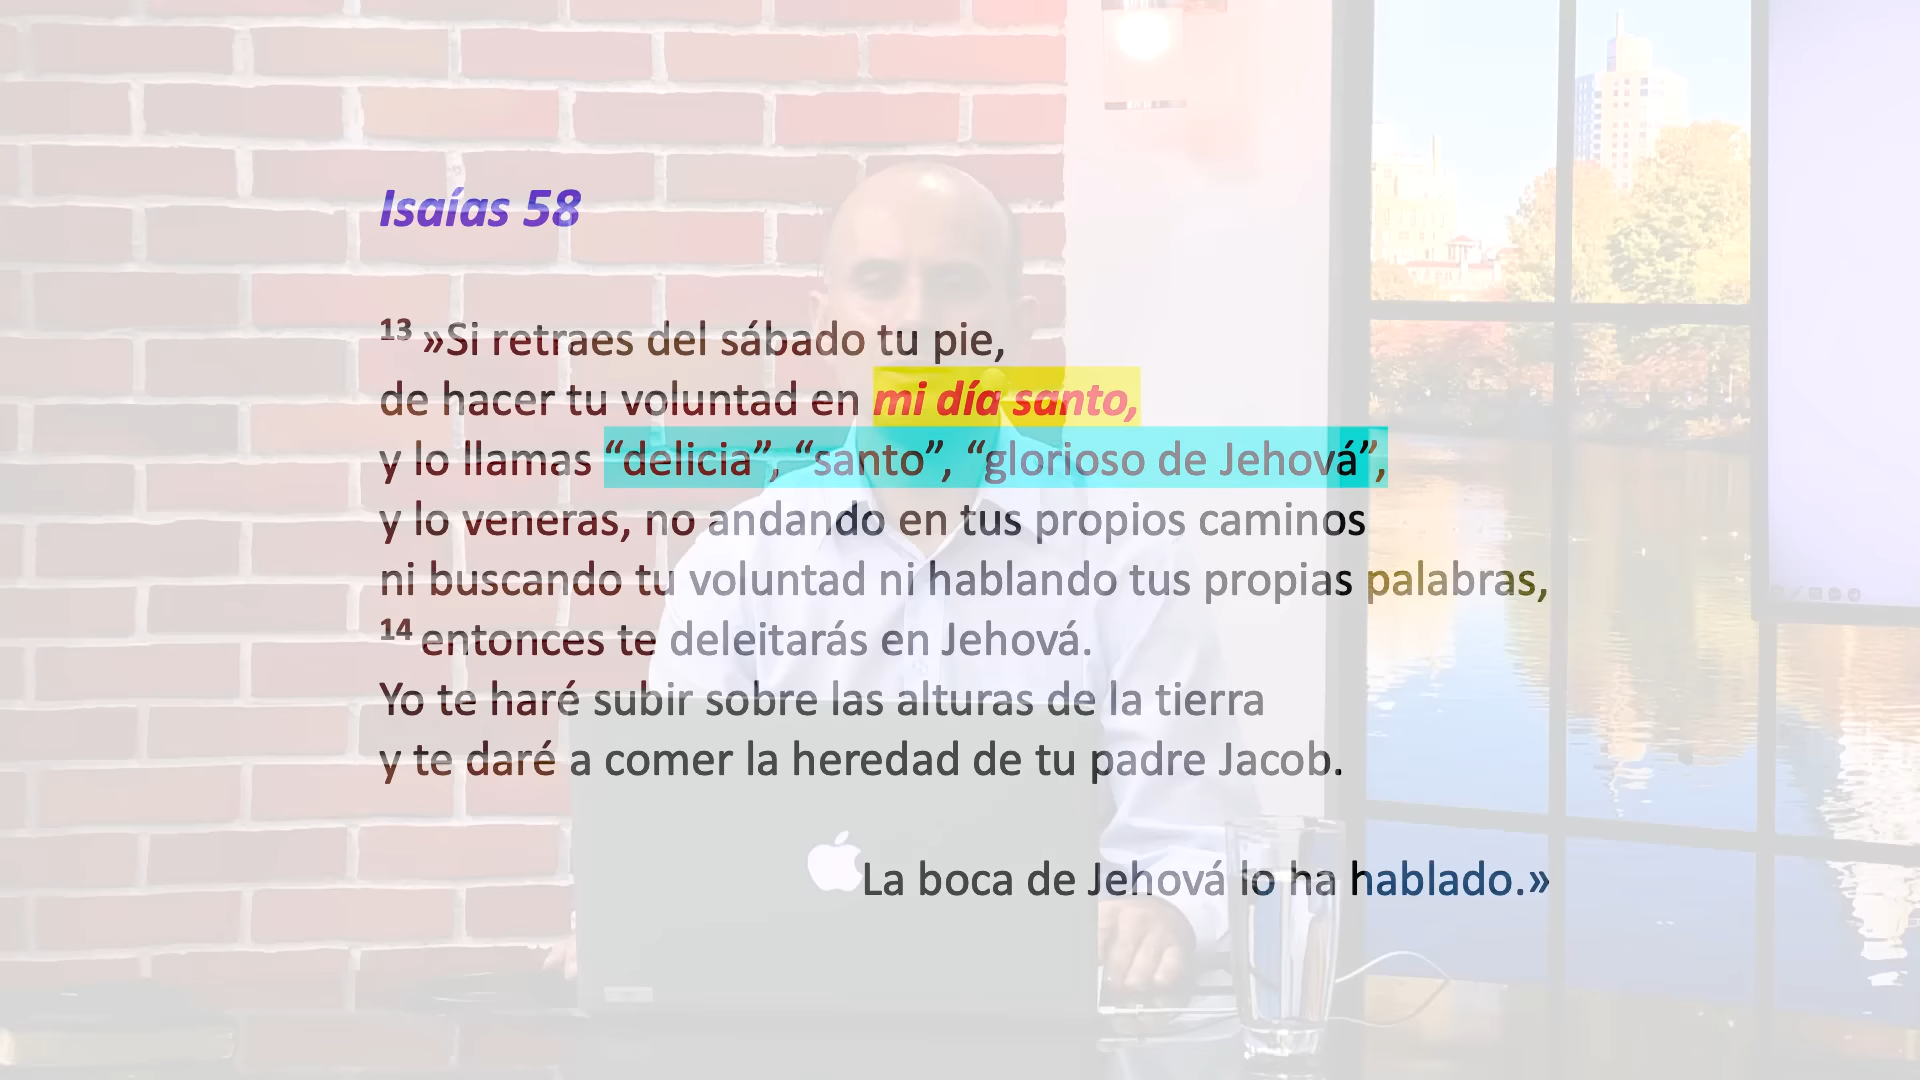 Isaías 58
13 »Si retraes del sábado tu pie,
de hacer tu voluntad en mi día santo,
y lo llamas “delicia”, “santo”, “glorioso de Jehová”,
y lo veneras, no andando en tus propios caminos
ni buscando tu voluntad ni hablando tus propias palabras,
14 entonces te deleitarás en Jehová.
Yo te haré subir sobre las alturas de la tierra
y te daré a comer la heredad de tu padre Jacob.
La boca de Jehová lo ha hablado.»